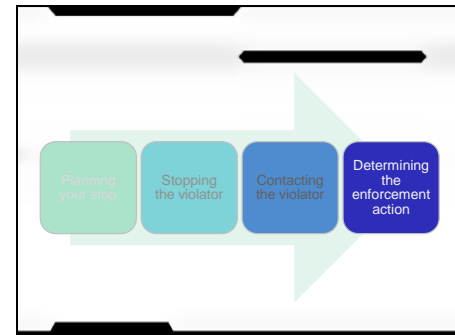 Planning
your stop
Stopping
the violator
Contacting
the violator
Determining
the
enforcement
action